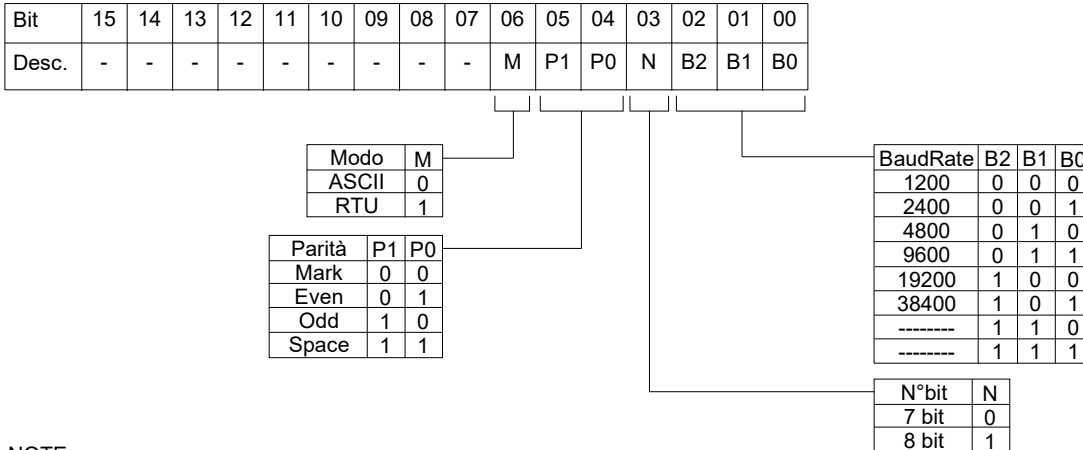 Bit 15 14 13 12 11 10 09 08 07 06 05 04 03 02 01 00
Desc. - - - - - - - - - M P1 P0 N B2 B1 B0
Modo M
ASCII 0
RTU 1
Parità P1 P0
Mark 0 0
Even 0 1
Odd 1 0
Space 1 1
BaudRate B2 B1 B0
1200 0 0 0
2400 0 0 1
4800 0 1 0
9600 0 1 1
19200 1 0 0
38400 1 0 1
-------- 1 1 0
-------- 1 1 1
N°bit N
7 bit 0
8 bit 1